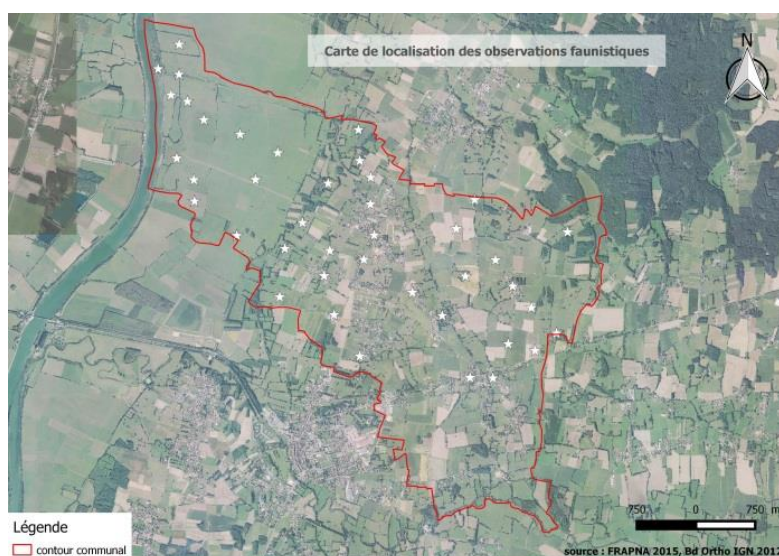 Carte de localisation des observations faunistiques
N
Légende
contour communal
750 0 750 m
source : FRAPNA 2015, Bd Ortho IGN